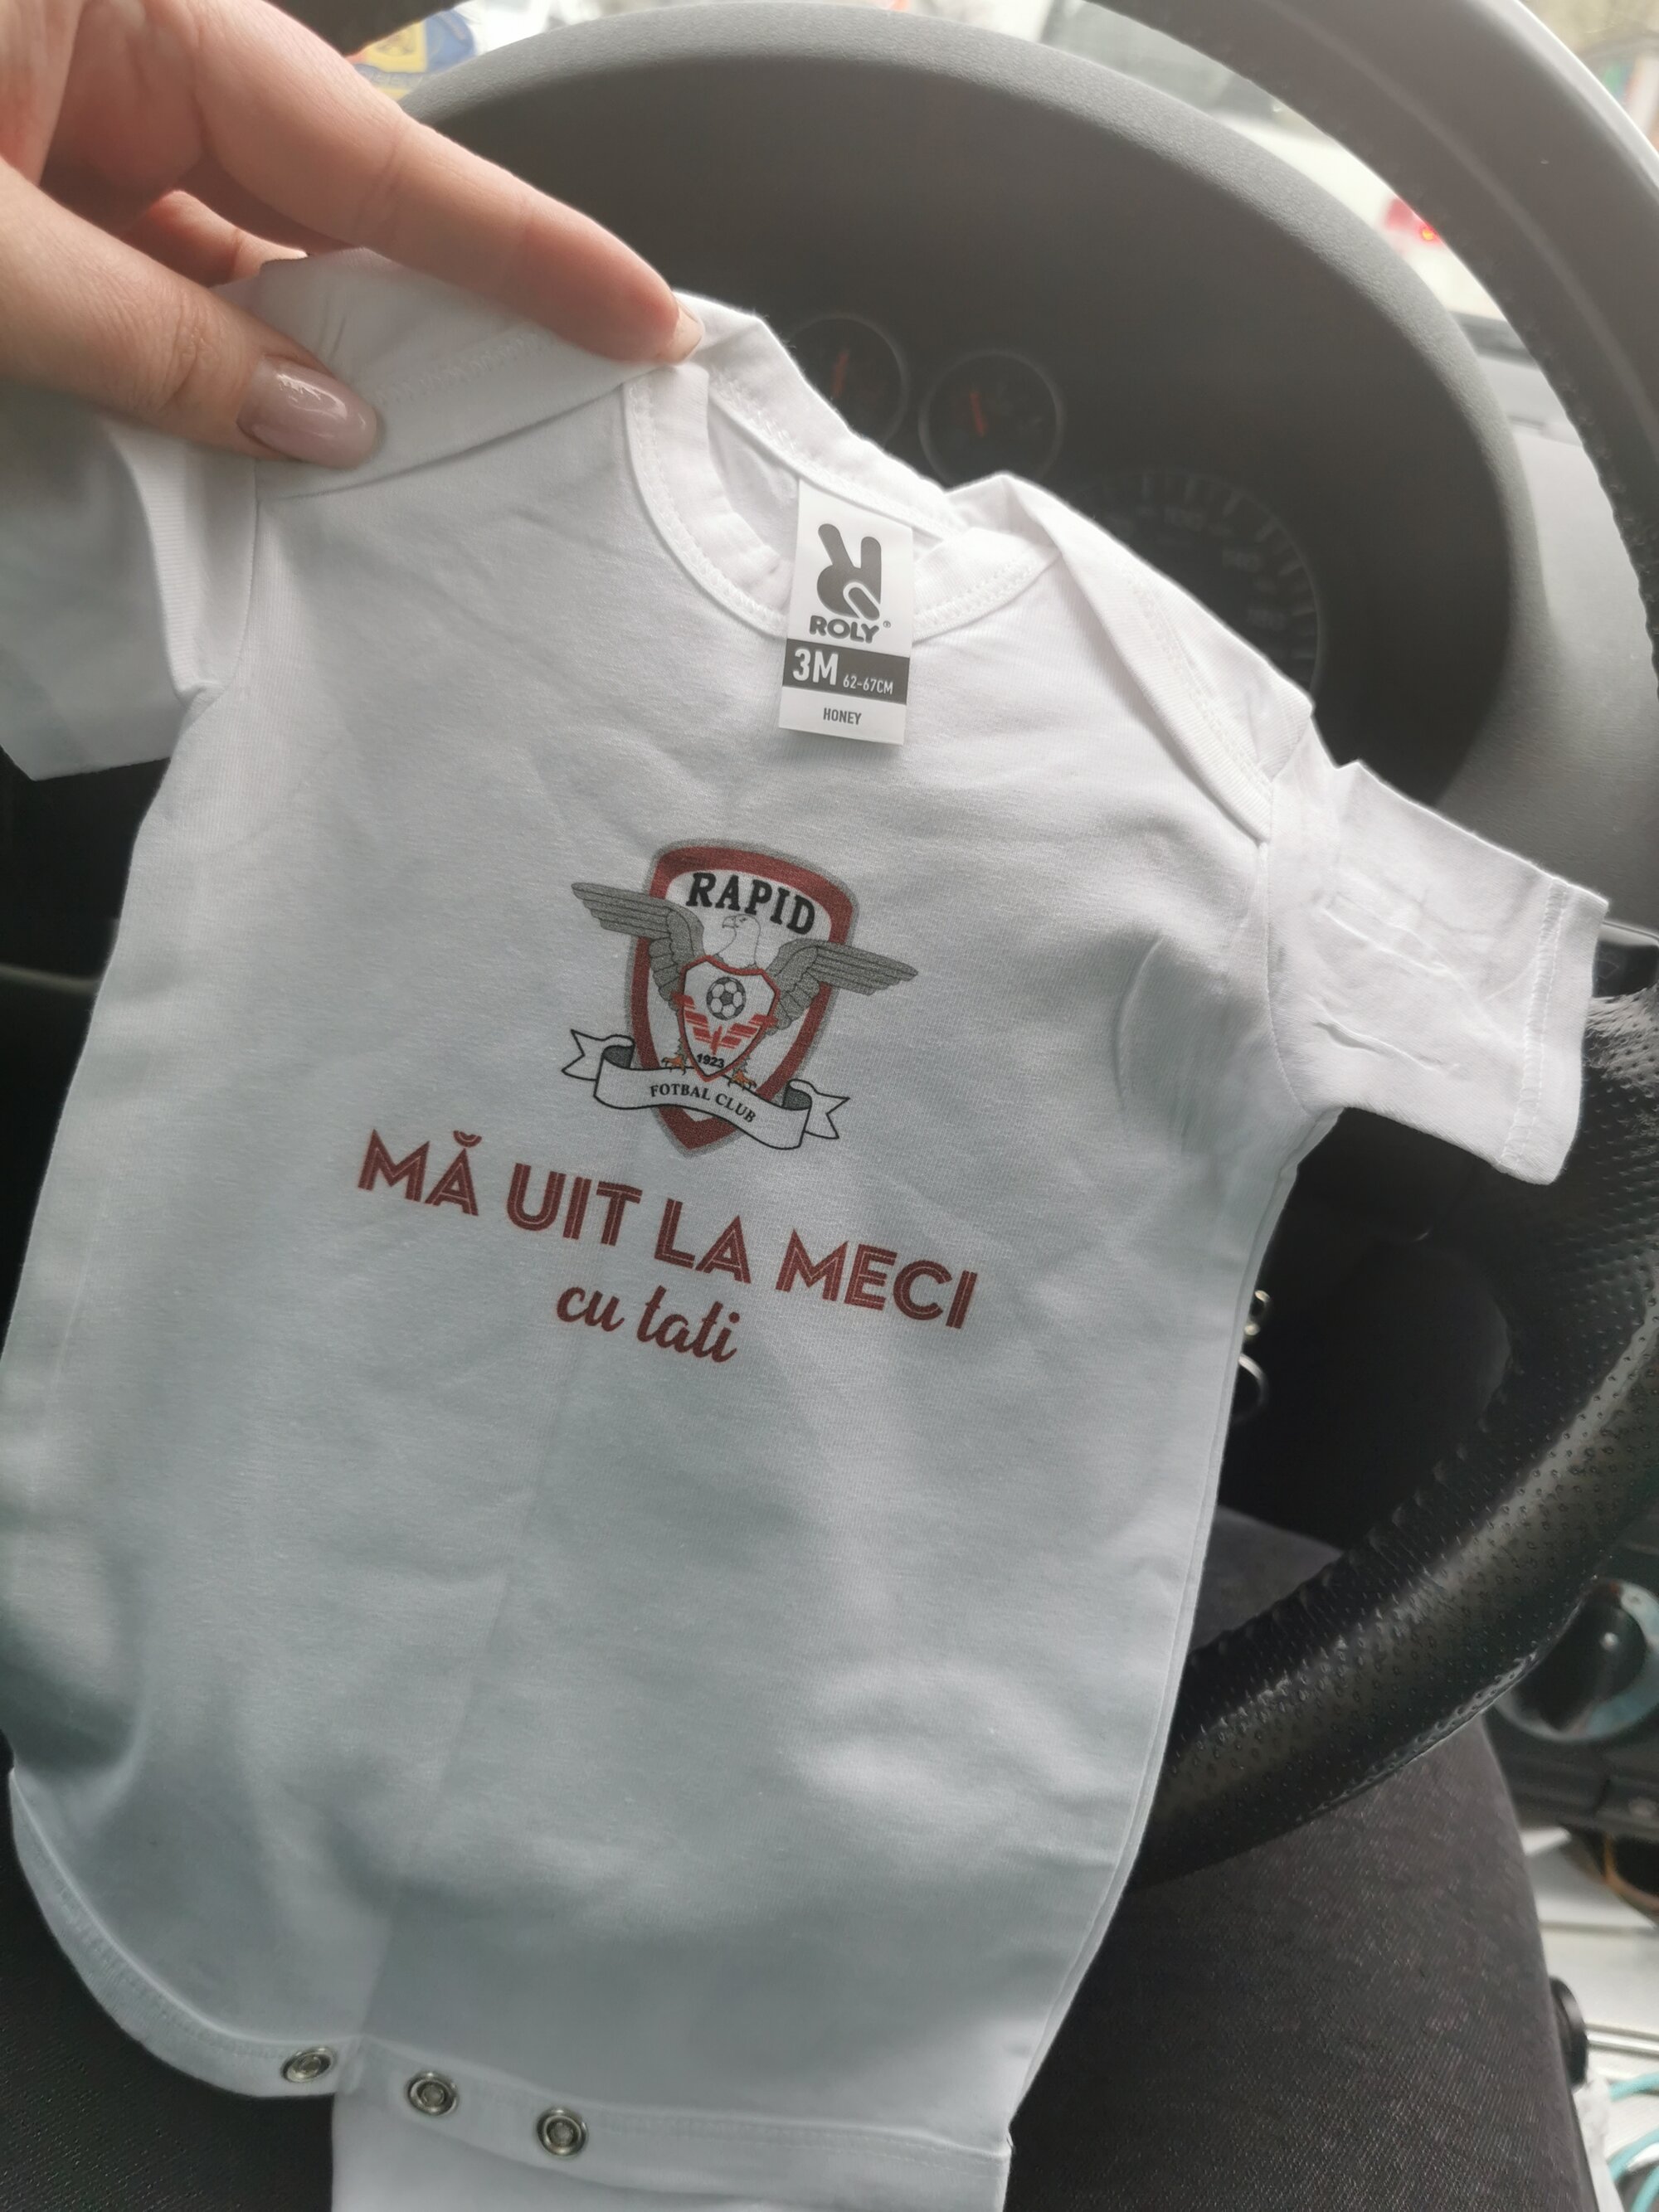 ROLY®
3M 62-67CM
HONEY
RAPID
1923
FOTBAL CLUB
MĂ UIT LA MECI
cu tati